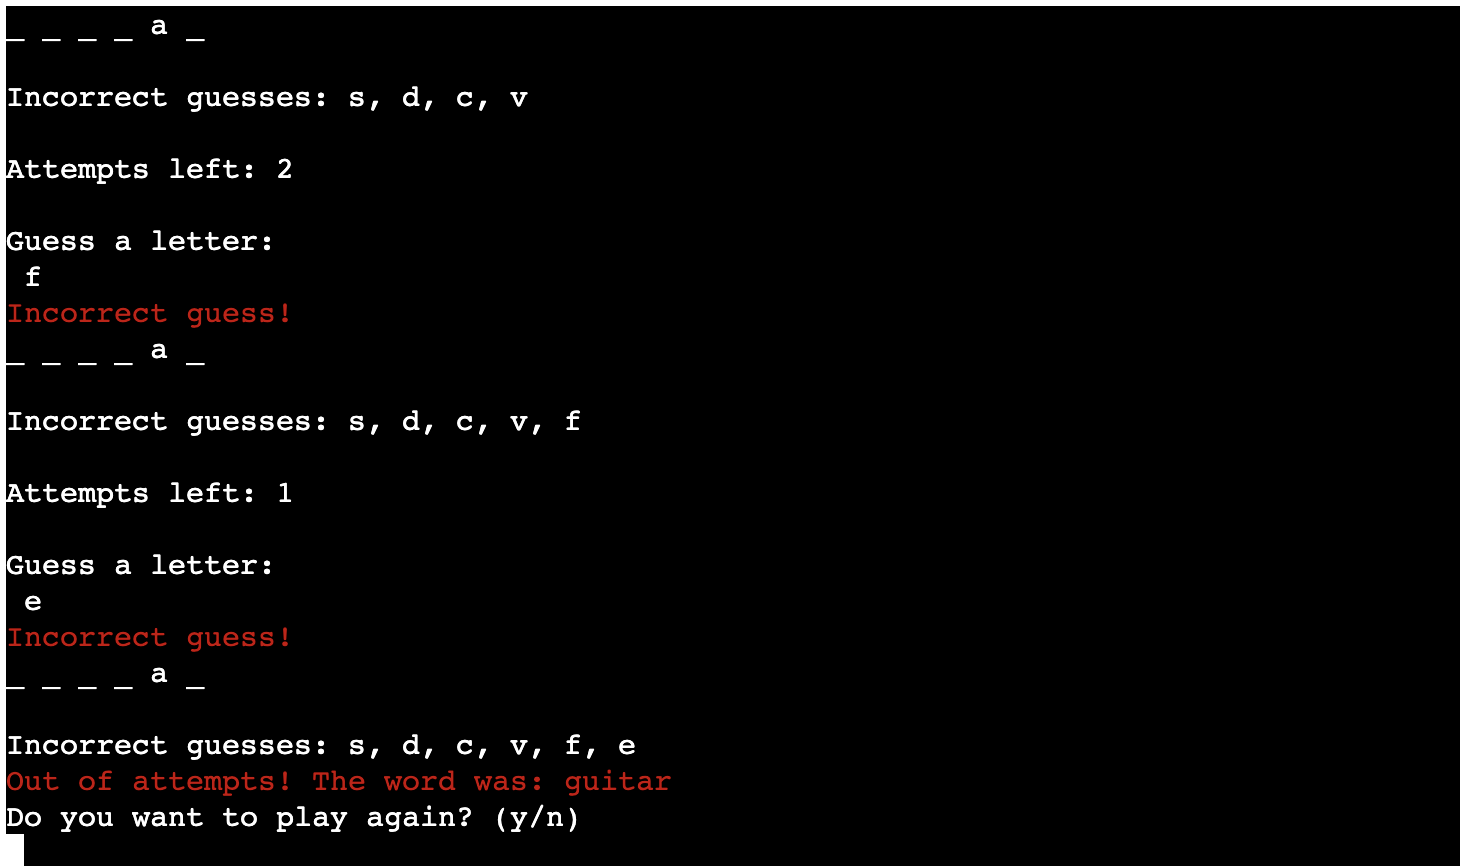 _ _ _ _ a _
Incorrect guesses: s, d, c, v
Attempts left: 2
Guess a letter:
f
Incorrect guess!
_ _ _ _ a _
Incorrect guesses: s, d, c, v, f
Attempts left: 1
Guess a letter:
e
Incorrect guess!
_ _ _ _ a _
Incorrect guesses: s, d, c, v, f, e
Out of attempts! The word was: guitar
Do you want to play again? (y/n)